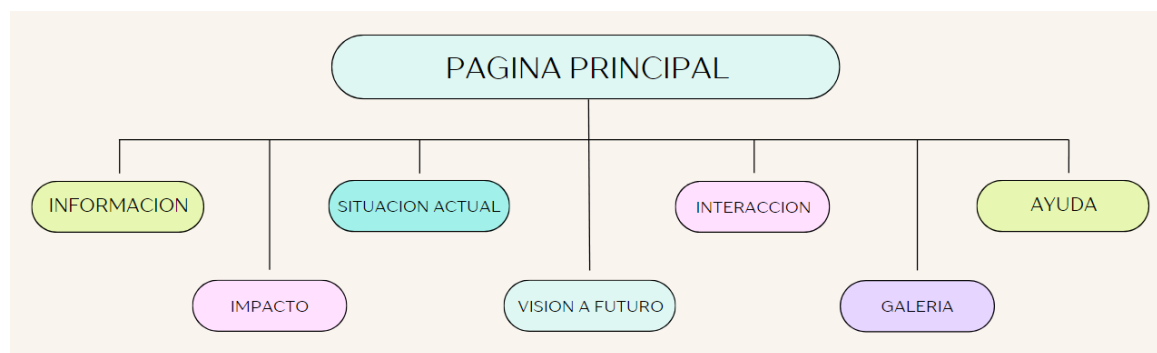 PAGINA PRINCIPAL
INFORMACION
SITUACION ACTUAL
INTERACCION
AYUDA
IMPACTO
VISION A FUTURO
GALERIA